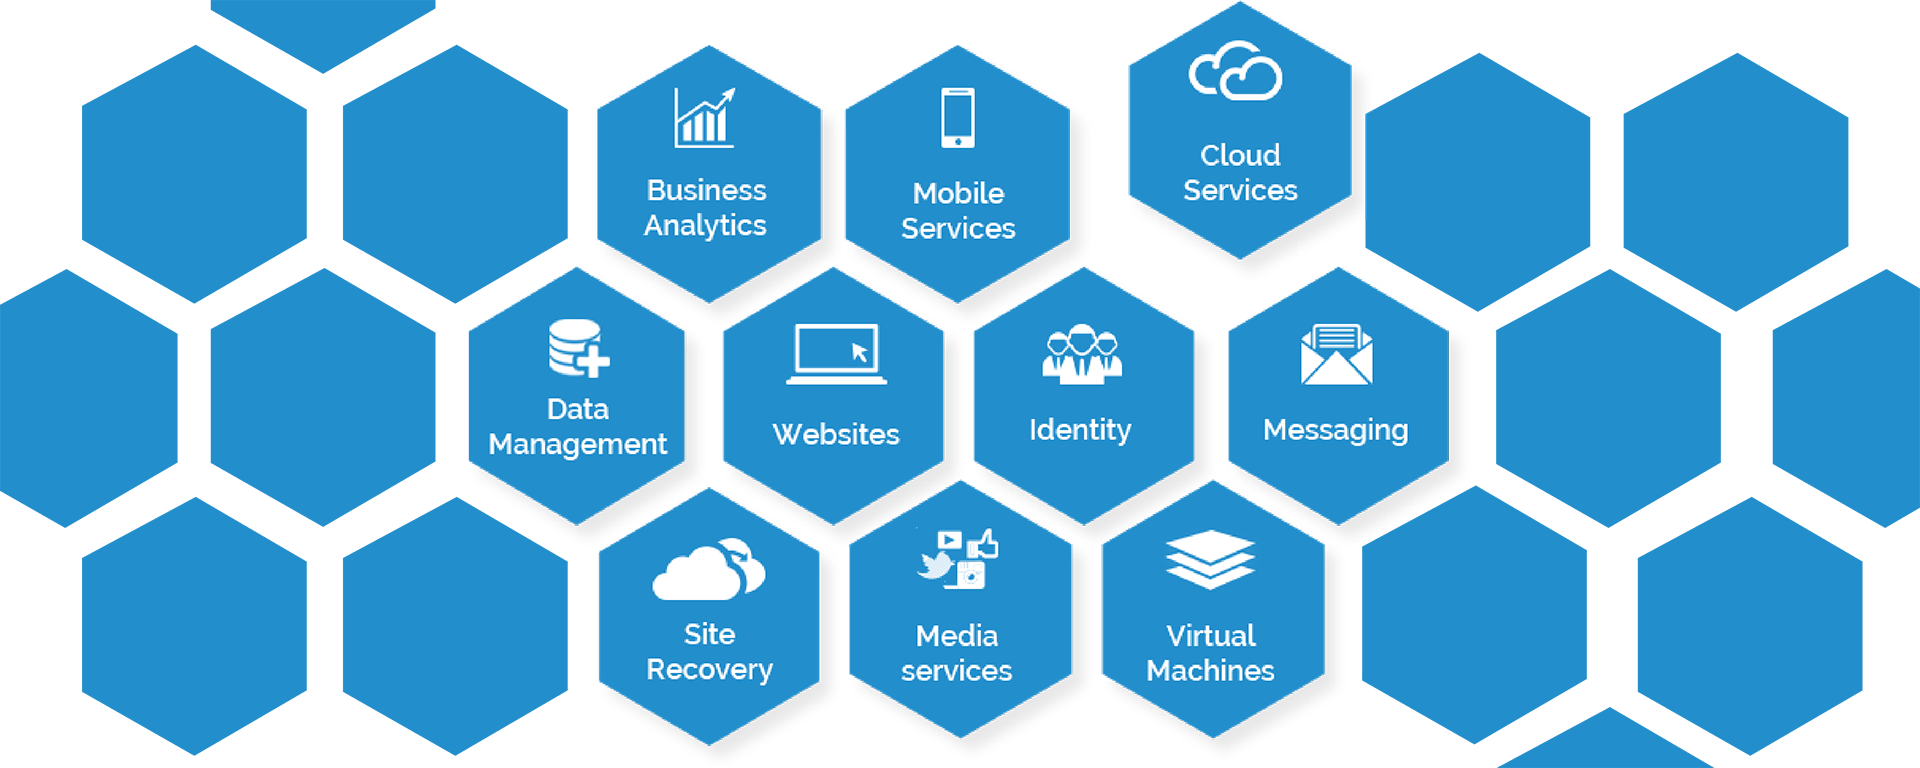 Business
Analytics
Mobile
Services
Cloud
Services
Data
Management
Websites
Identity
Messaging
Site
Recovery
Media
services
Virtual
Machines